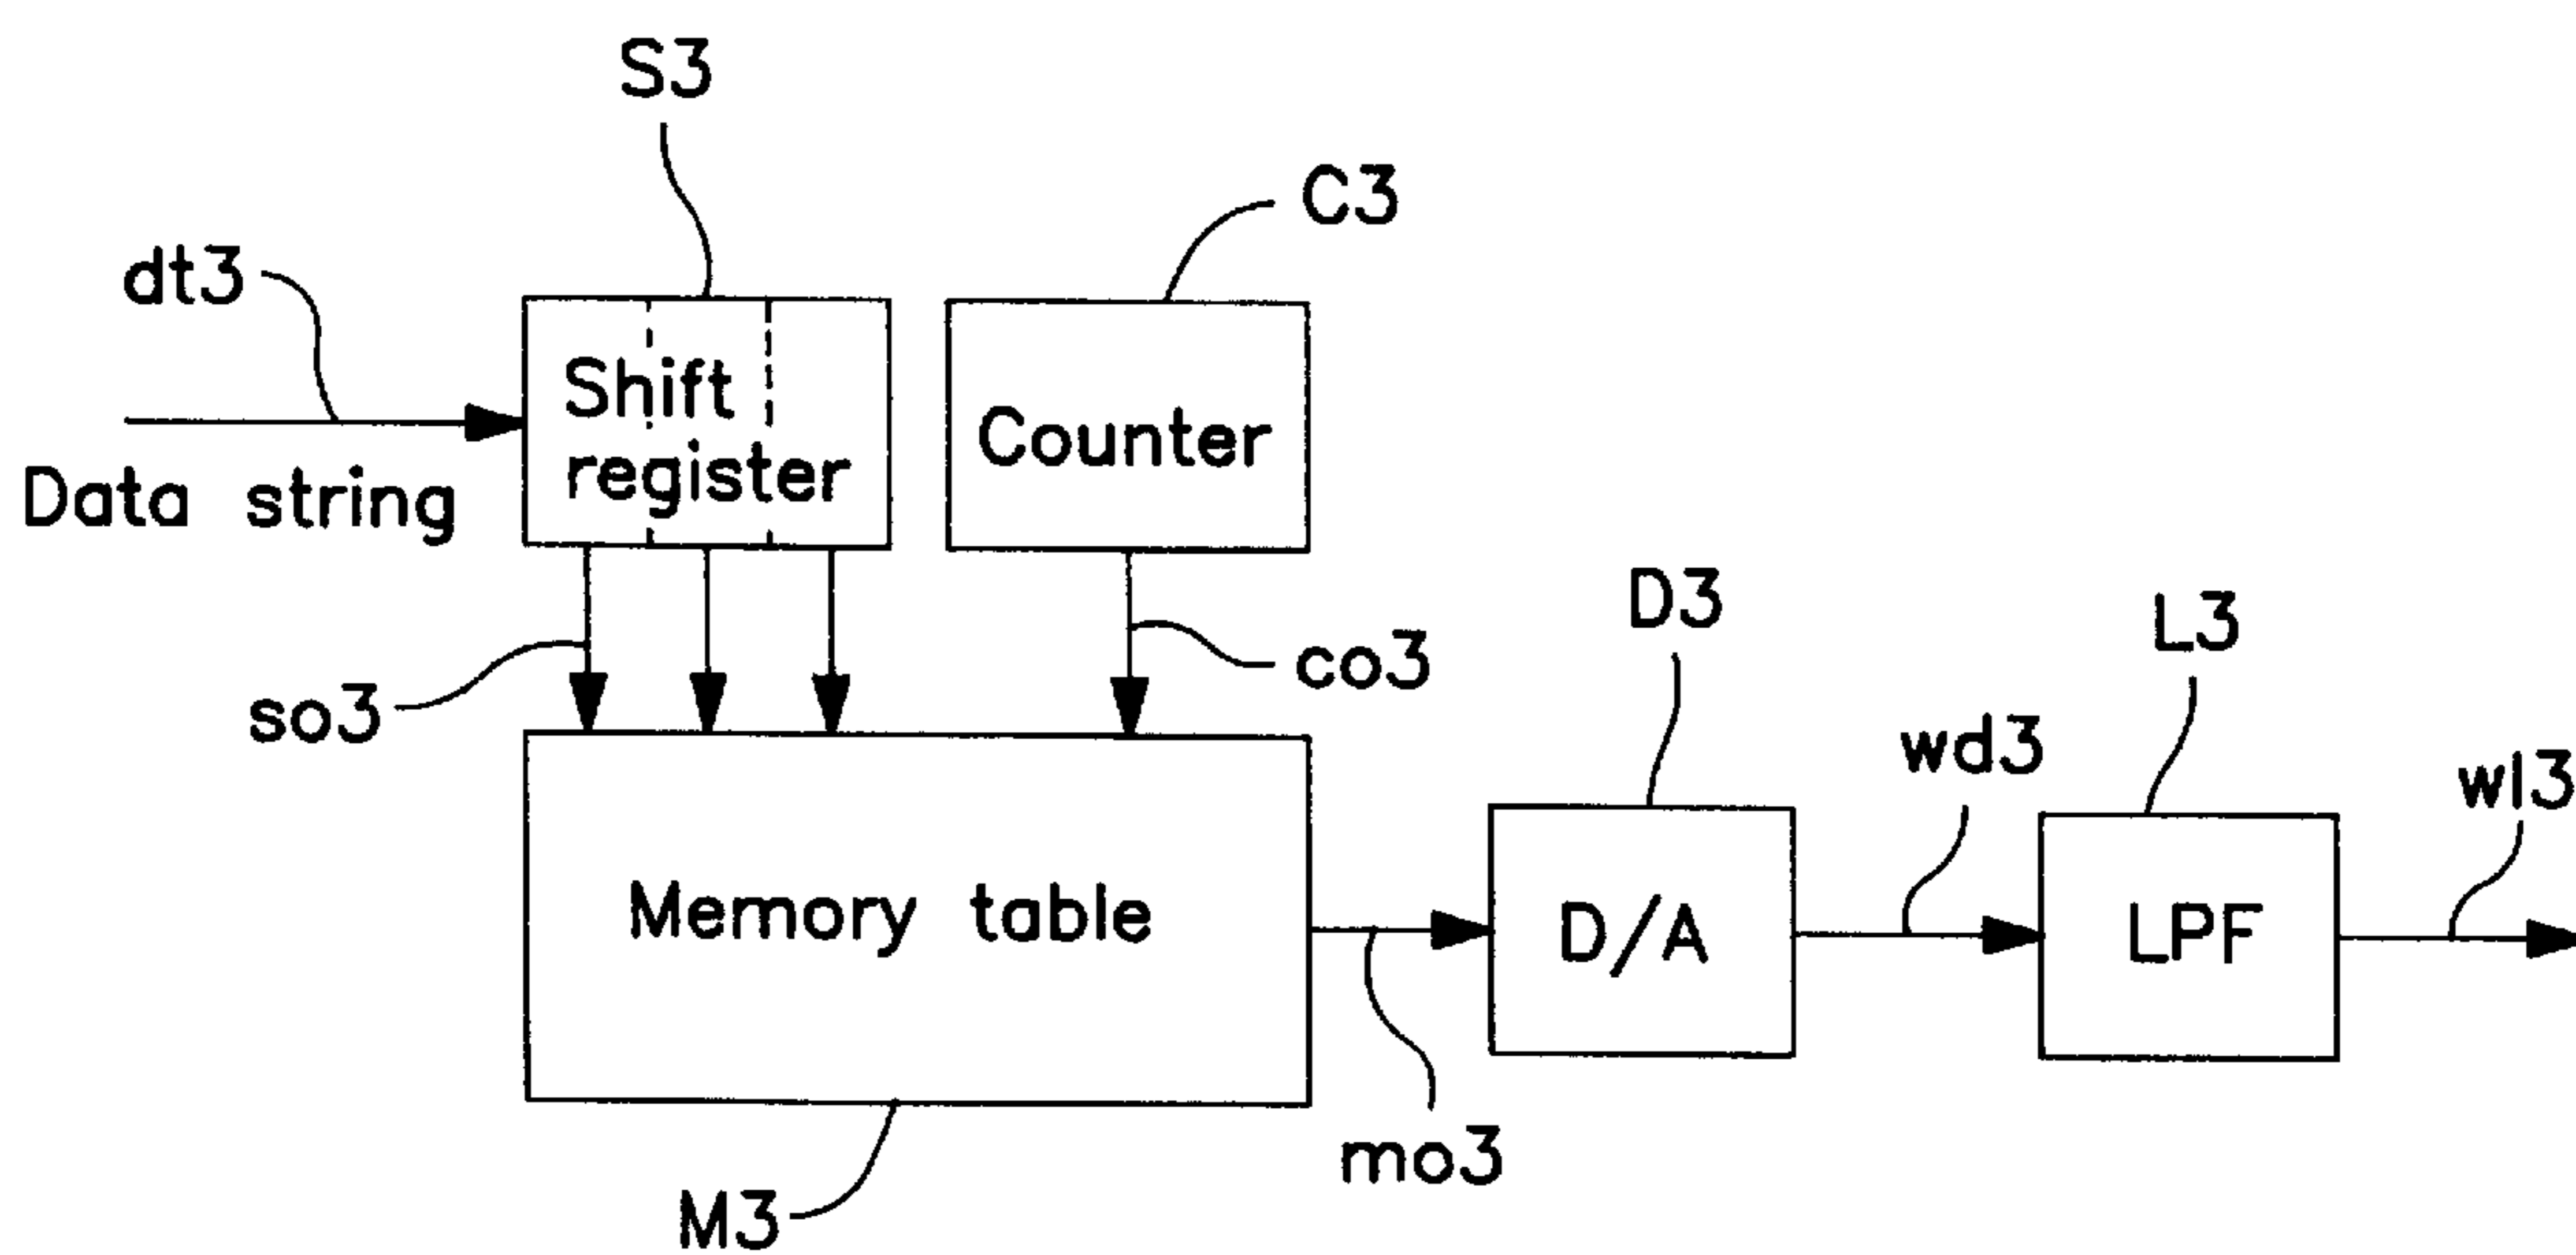 S3
C3
dt3
Shift
register
Counter
Data string
D3
L3
so3
co3
wd3
wl3
Memory table
D/A
LPF
mo3
M3